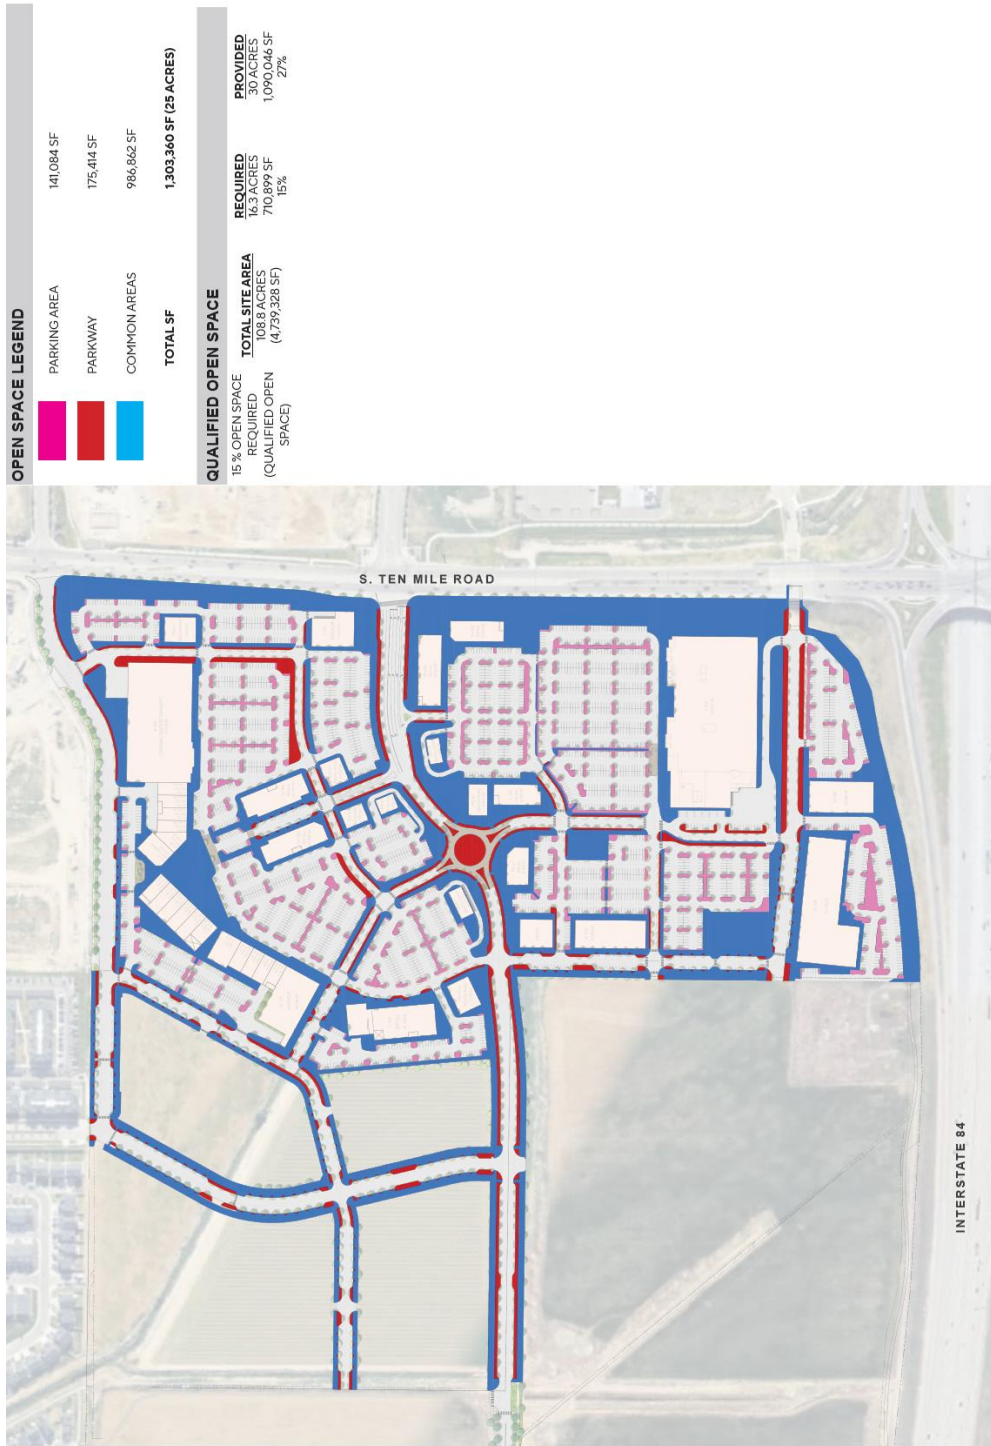 OPEN SPACE LEGEND
PARKING AREA 141,084 SF
PARKWAY 175,414 SF
COMMON AREAS 986,862 SF
TOTAL SF 1,303,360 SF (25 ACRES)
QUALIFIED OPEN SPACE
15 % OPEN SPACE
REQUIRED
(QUALIFIED OPEN
SPACE)
TOTAL SITE AREA
108.8 ACRES
(4,739,328 SF)
REQUIRED
16.3 ACRES
710,899 SF
15%
PROVIDED
30 ACRES
1,090,046 SF
27%
S. TEN MILE ROAD
INTERSTATE 84